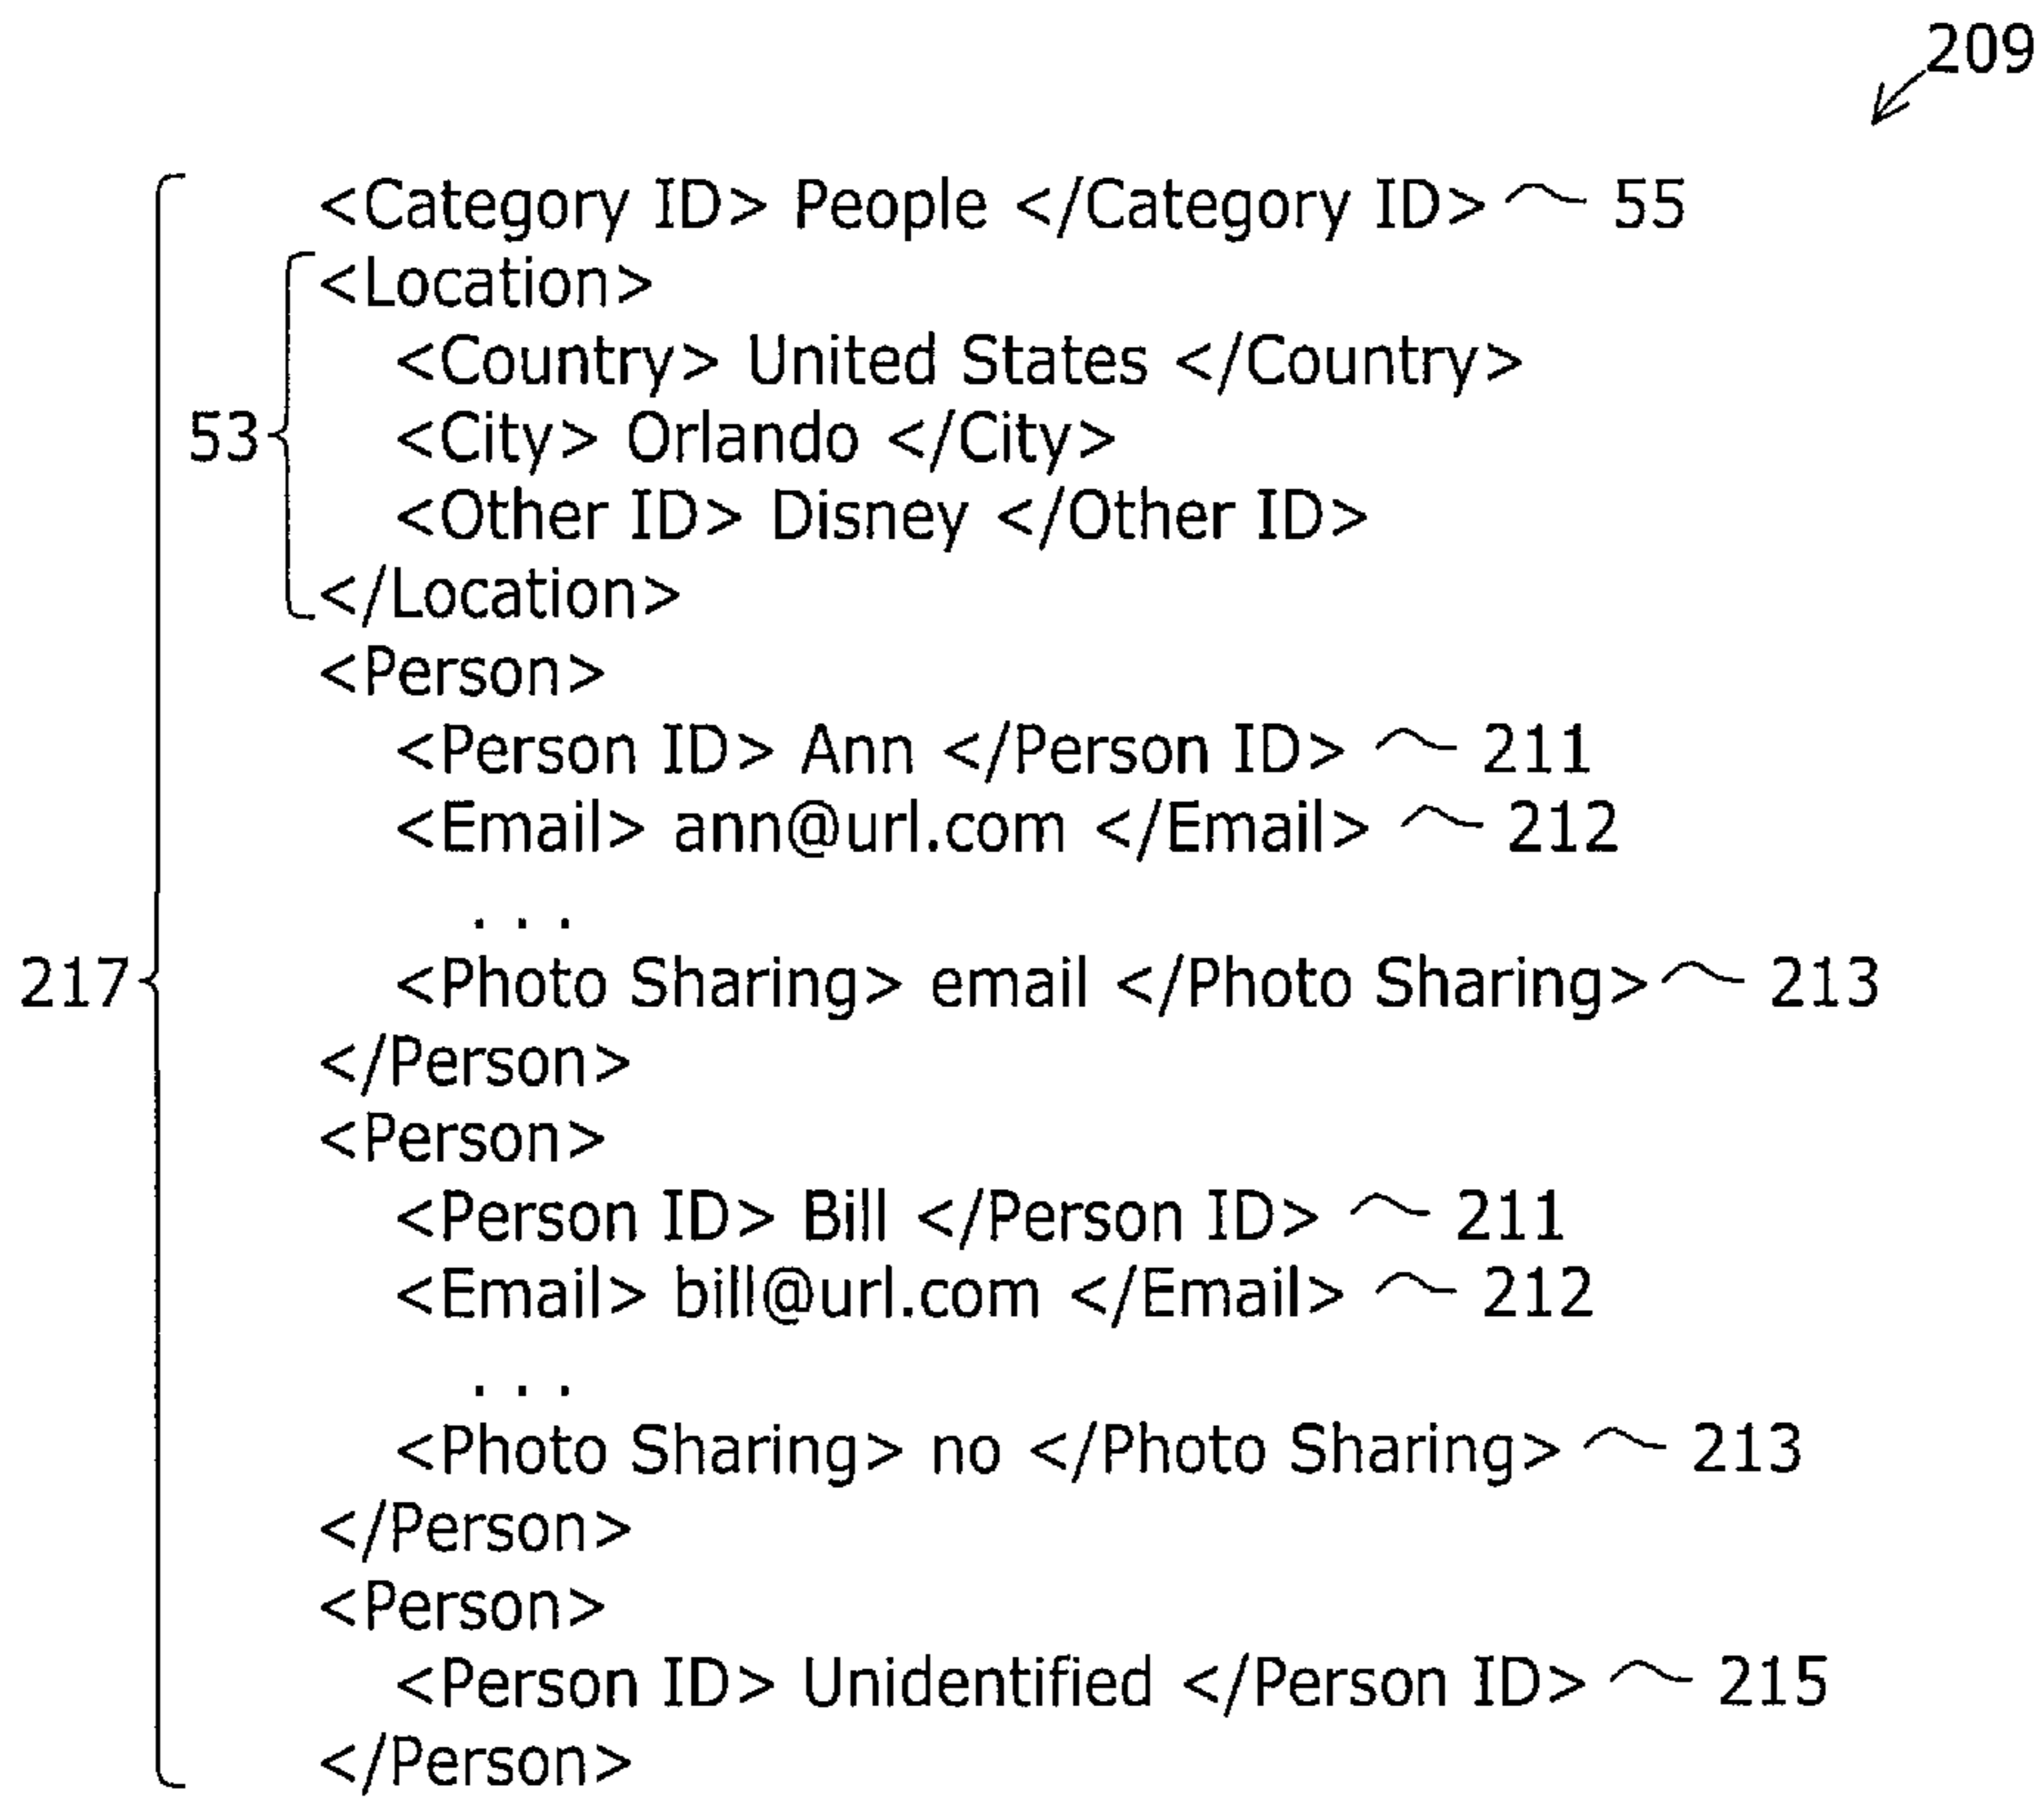 209
<Category ID> People </Category ID> 55
<Location>
<Country> United States </Country>
53 <City> Orlando </City>
<Other ID> Disney </Other ID>
</Location>
<Person>
<Person ID> Ann </Person ID> 211
<Email> ann@url.com </Email> 212
. . .
217 <Photo Sharing> email </Photo Sharing> 213
</Person>
<Person>
<Person ID> Bill </Person ID> 211
<Email> bill@url.com </Email> 212
. . .
<Photo Sharing> no </Photo Sharing> 213
</Person>
<Person>
<Person ID> Unidentified </Person ID> 215
</Person>